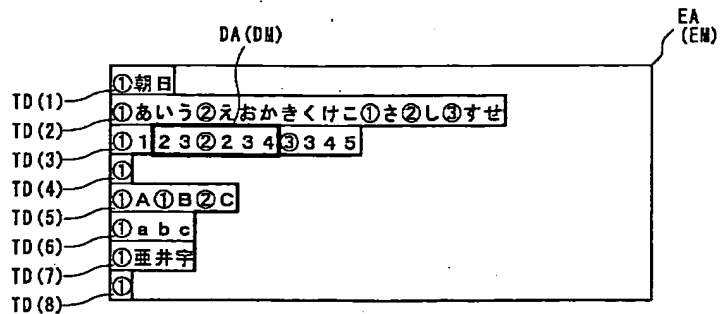 DA(DM)
EA
(EM)
TD(1)
①朝日
TD(2)
①あいう②えおかきくけこ①さ②し③すせ
TD(3)
①123②234③345
TD(4)
①
TD(5)
①A①B②C
TD(6)
①abc
TD(7)
①亜井宇
TD(8)
①